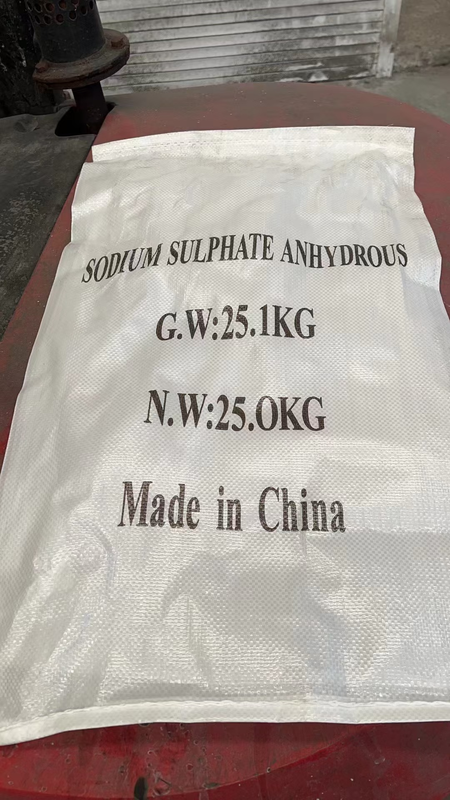 SODIUM SULPHATE ANHYDROUS
G.W:25.1KG
N.W:25.0KG
Made in China